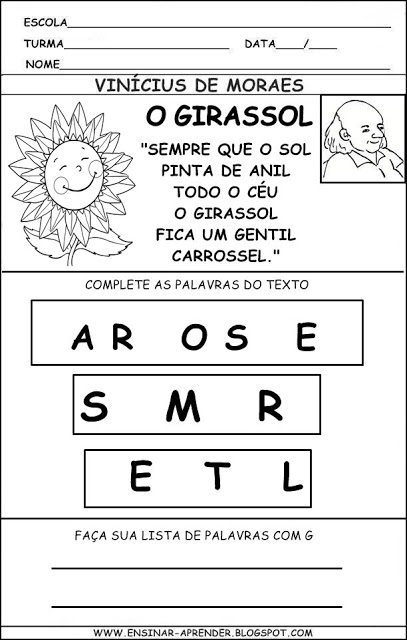 ESCOLA
TURMA DATA / 
NOME
VINÍCIUS DE MORAES
O GIRASSOL
"SEMPRE QUE O SOL
PINTA DE ANIL
TODO O CÉU
O GIRASSOL
FICA UM GENTIL
CARROSSEL."
COMPLETE AS PALAVRAS DO TEXTO
AR OS E
S M R
E T L
FAÇA SUA LISTA DE PALAVRAS COM G
WWW.ENSINAR-APRENDER.BLOGSPOT.COM